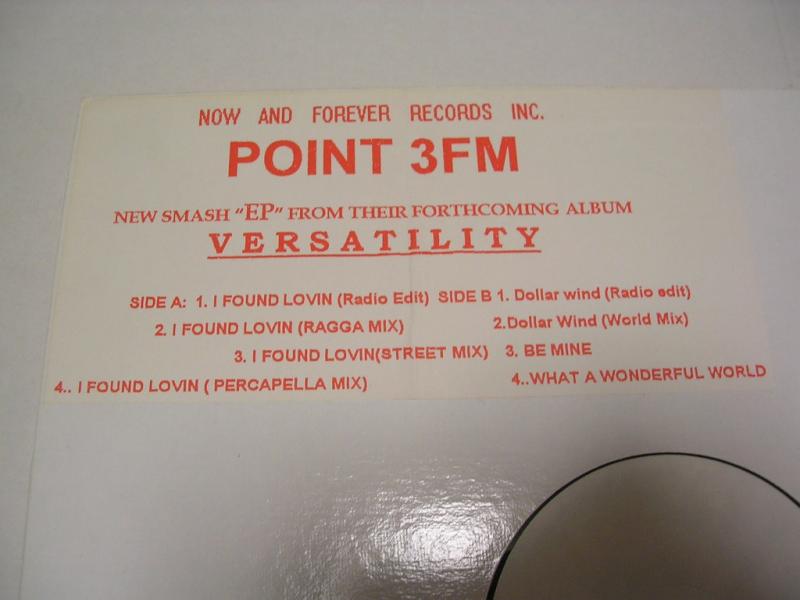 NOW AND FOREVER RECORDS INC.
POINT 3FM
NEW SMASH "EP" FROM THEIR FORTHCOMING ALBUM
VERSATILITY
SIDE A: 1. I FOUND LOVIN (Radio Edit) SIDE B 1. Dollar wind (Radio edit)
2. I FOUND LOVIN (RAGGA MIX) 2.Dollar Wind (World Mix)
3. I FOUND LOVIN(STREET MIX) 3. BE MINE
4.. I FOUND LOVIN ( PERCAPELLA MIX) 4..WHAT A WONDERFUL WORLD